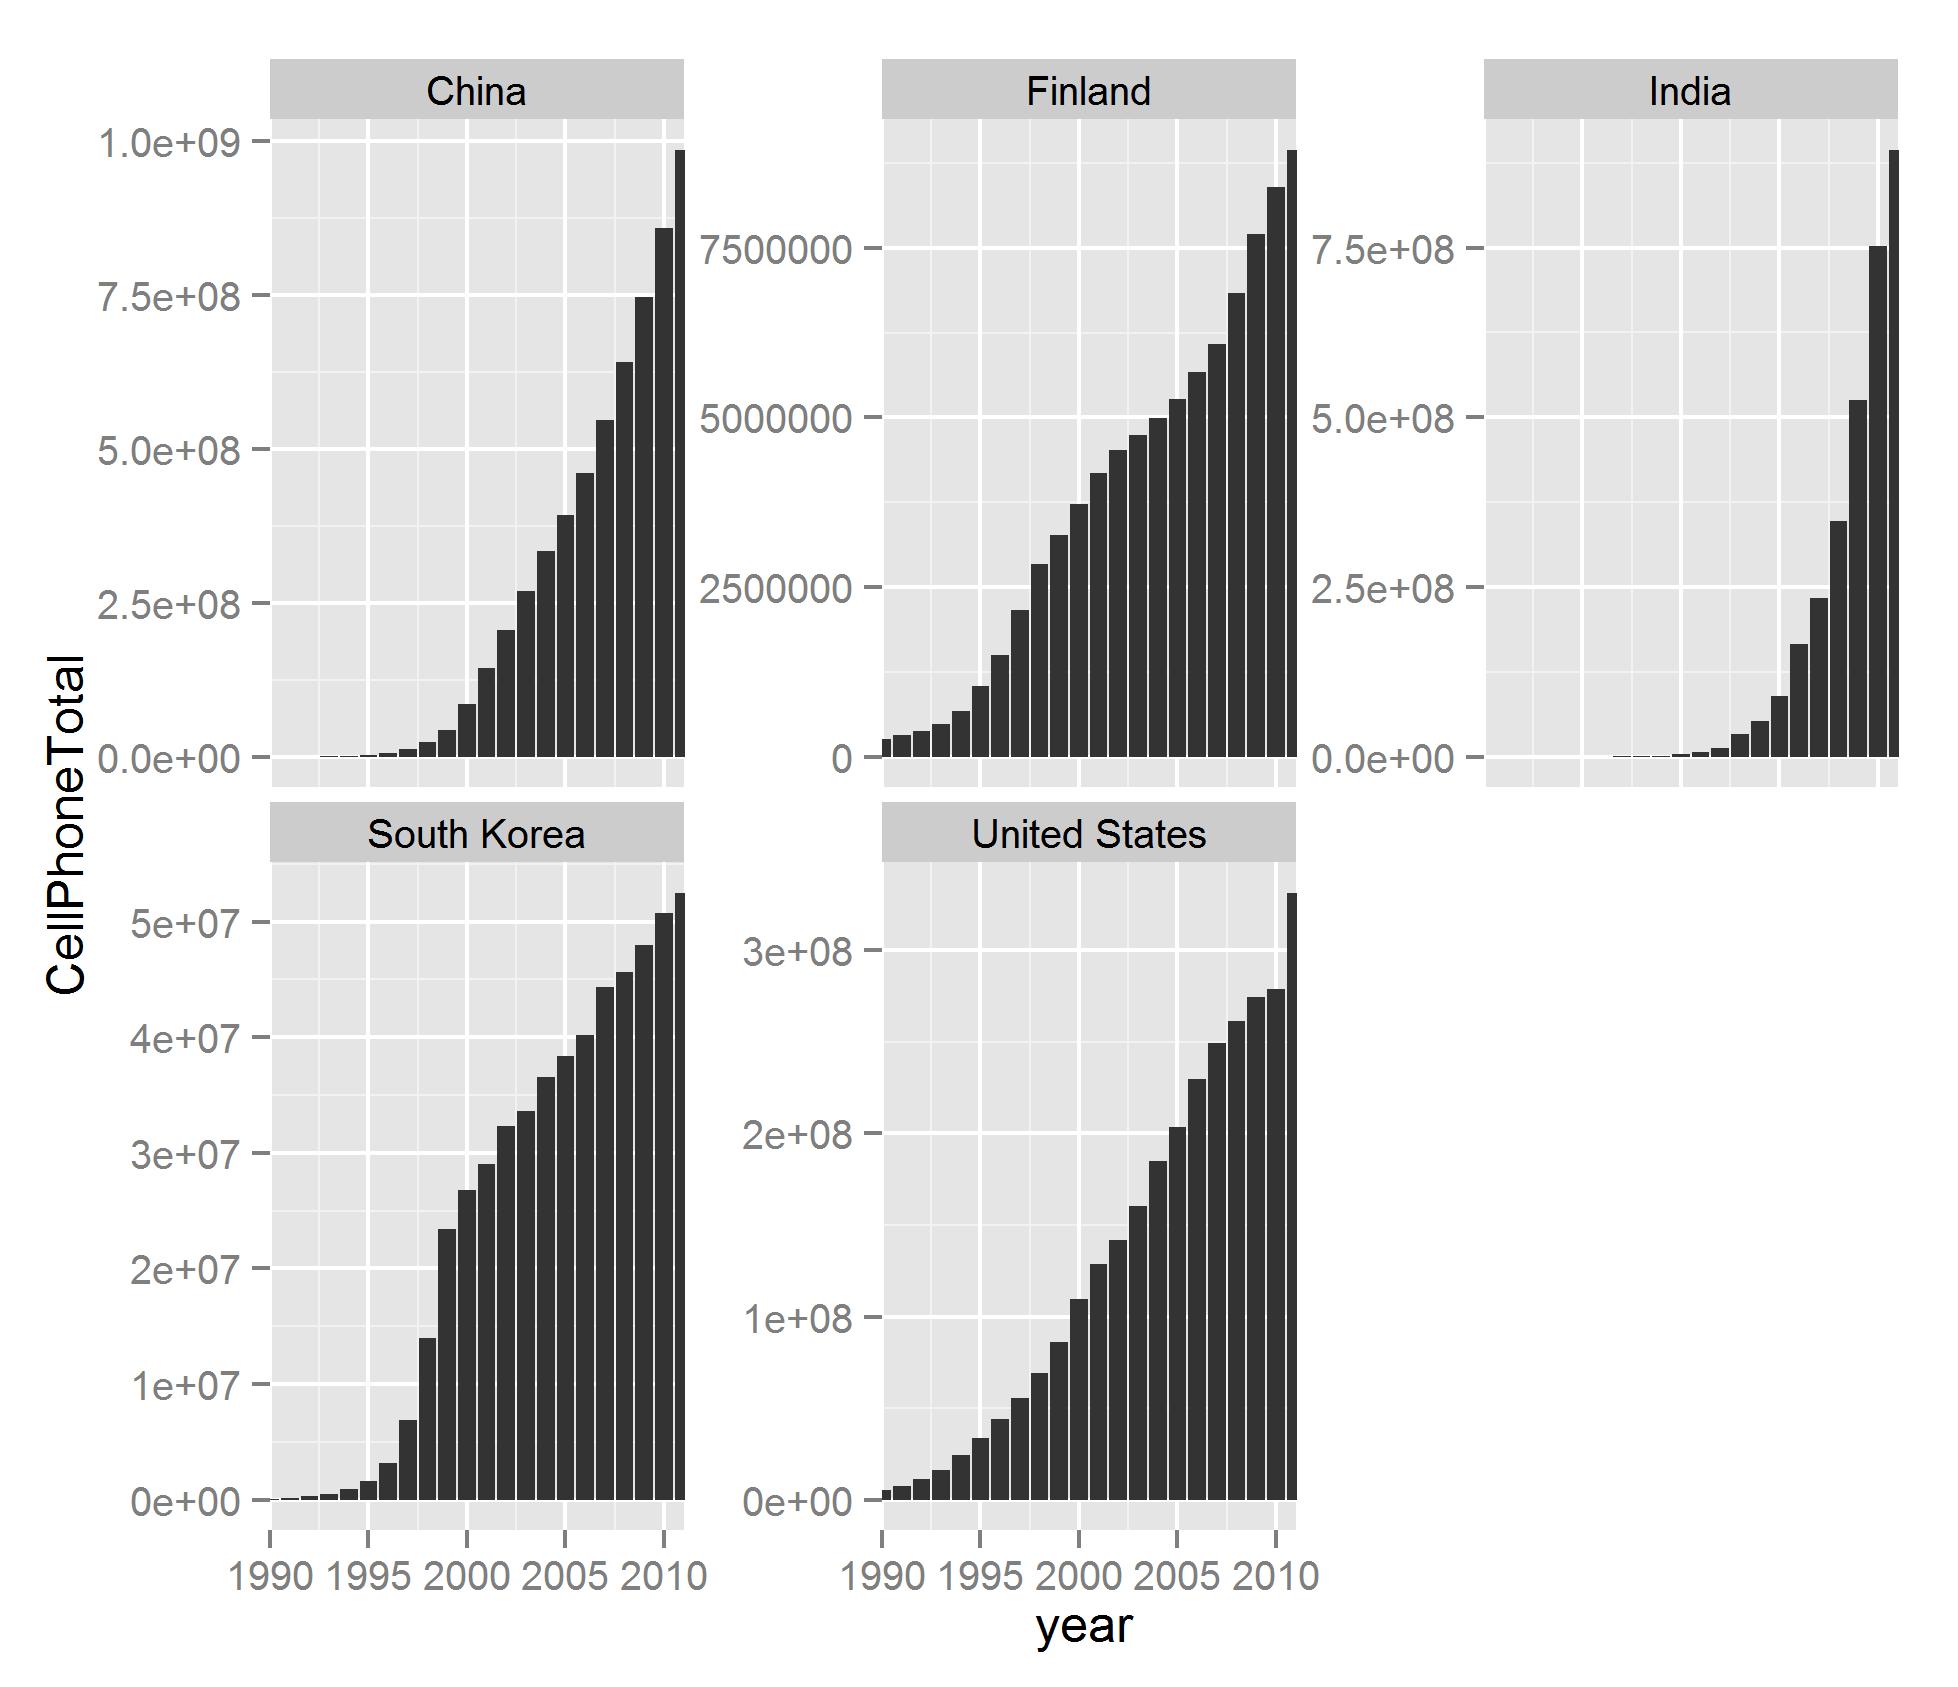 China
Finland
India
1.0e+09
7.5e+08
5.0e+08
2.5e+08
0.0e+00
7500000
5000000
2500000
0
7.5e+08
5.0e+08
2.5e+08
0.0e+00
CellPhoneTotal
South Korea
United States
5e+07
4e+07
3e+07
2e+07
1e+07
0e+00
3e+08
2e+08
1e+08
0e+00
1990 1995 2000 2005 2010
1990 1995 2000 2005 2010
year